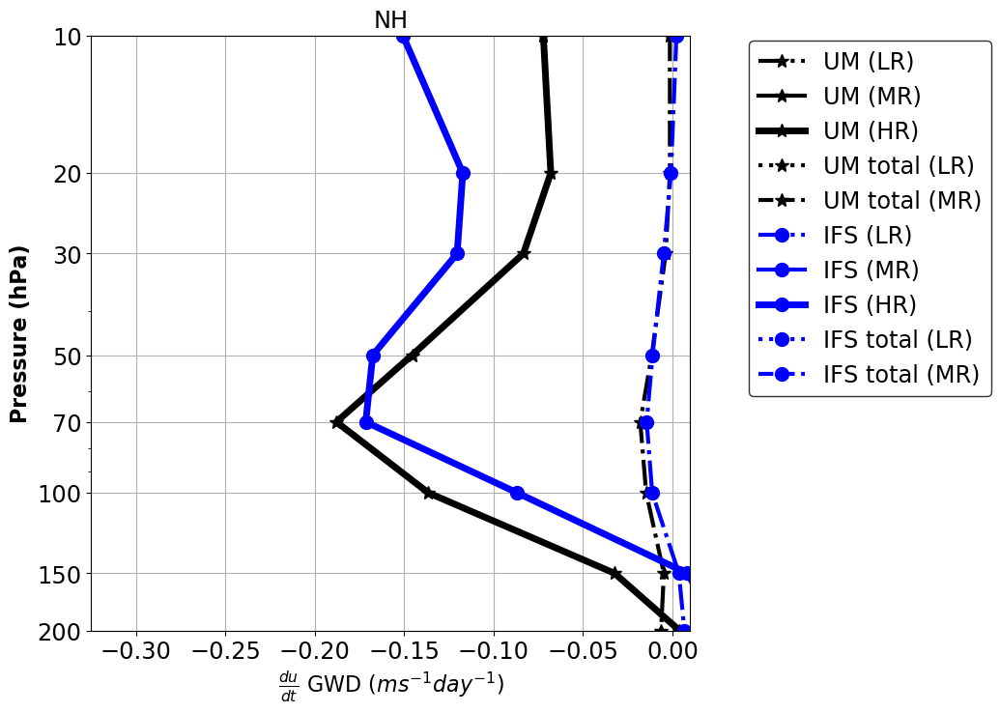 NH
10
20
30
50
70
100
150
200
Pressure (hPa)
−0.30 −0.25 −0.20 −0.15 −0.10 −0.05 0.00
du/dt GWD (ms⁻¹day⁻¹)
UM (LR)
UM (MR)
UM (HR)
UM total (LR)
UM total (MR)
IFS (LR)
IFS (MR)
IFS (HR)
IFS total (LR)
IFS total (MR)